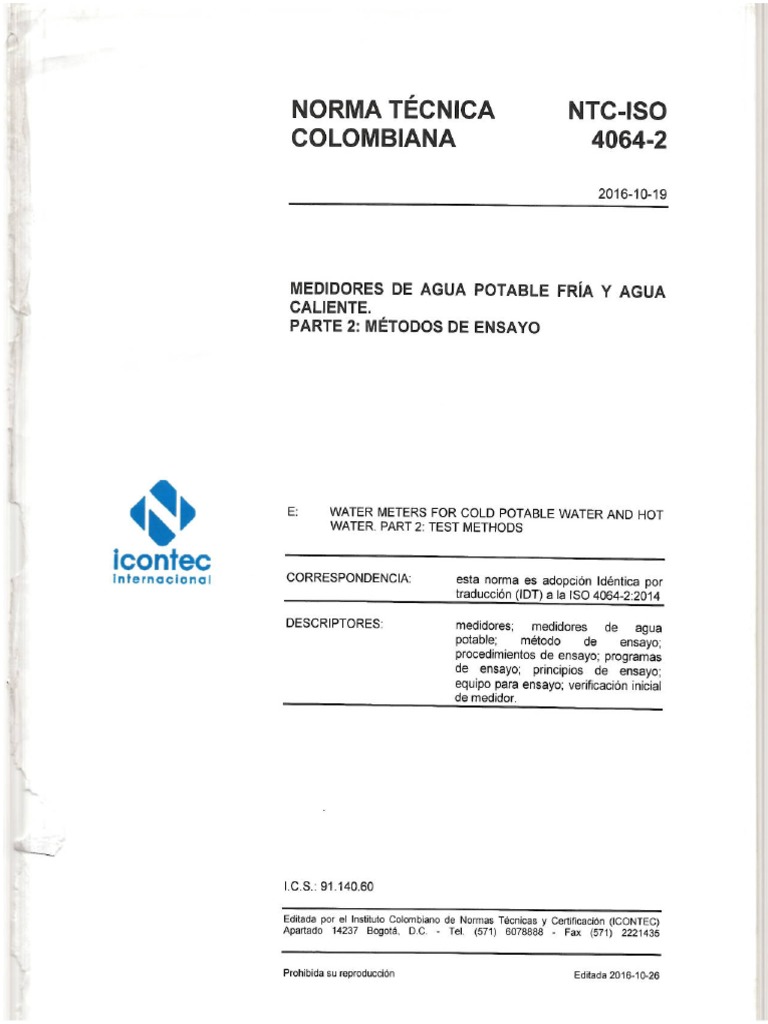 NORMA TÉCNICA NTC-ISO
COLOMBIANA 4064-2
2016-10-19
MEDIDORES DE AGUA POTABLE FRÍA Y AGUA
CALIENTE.
PARTE 2: MÉTODOS DE ENSAYO
E: WATER METERS FOR COLD POTABLE WATER AND HOT
WATER. PART 2: TEST METHODS
icontec
internacional
CORRESPONDENCIA: esta norma es adopción Idéntica por
traducción (IDT) a la ISO 4064-2:2014
DESCRIPTORES: medidores; medidores de agua
potable; método de ensayo;
procedimientos de ensayo; programas
de ensayo; principios de ensayo;
equipo para ensayo; verificación inicial
de medidor.
I.C.S.: 91.140.60
Editada por el Instituto Colombiano de Normas Técnicas y Certificación (ICONTEC)
Apartado 14237 Bogotá, D.C. - Tel. (571) 6078888 - Fax (571) 2221435
Prohibida su reproducción Editada 2016-10-26